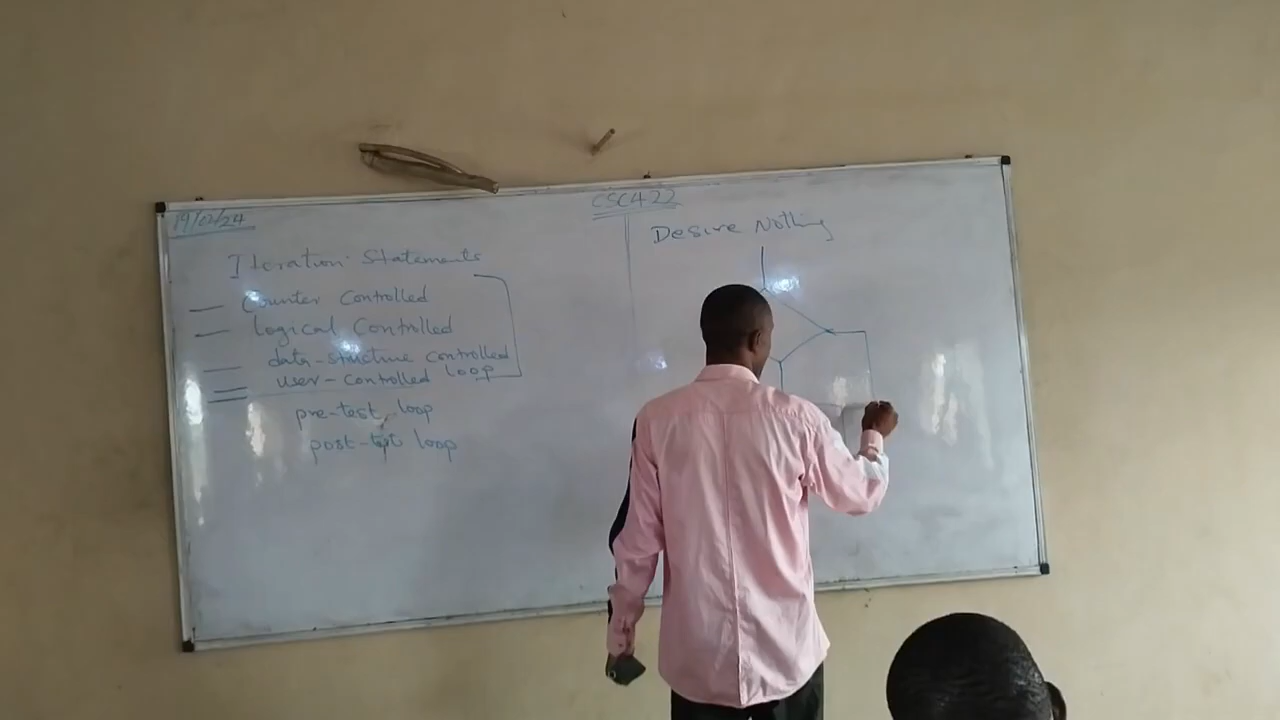 CSC422
19/02/24
Iteration Statements
Counter Controlled
Logical Controlled
data-structure controlled
user-controlled loop
pre-test loop
post-test loop
Desire Nothing